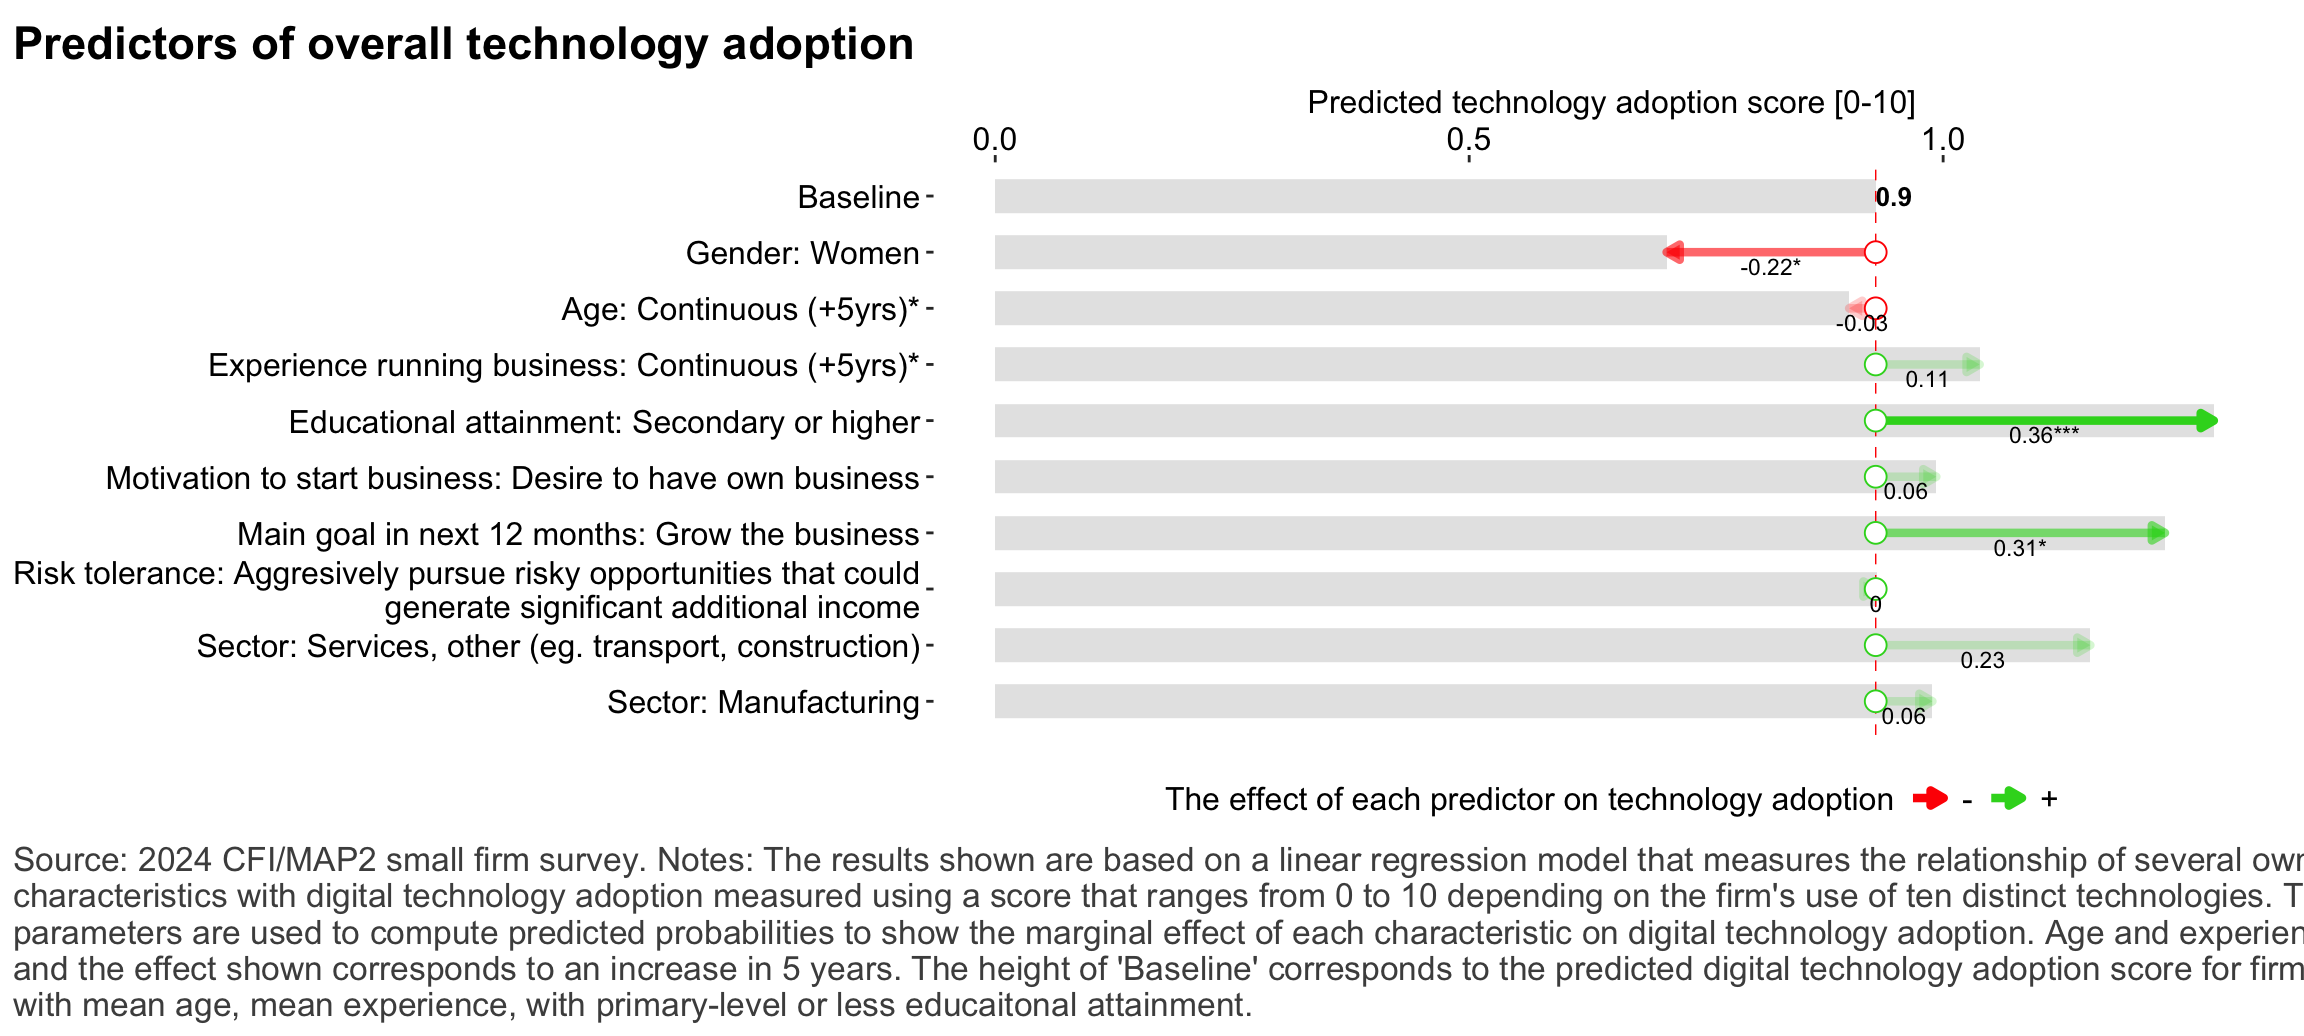 Predictors of overall technology adoption
Predicted technology adoption score [0-10]
0.0 0.5 1.0
Baseline 0.9
Gender: Women -0.22*
Age: Continuous (+5yrs)* -0.03
Experience running business: Continuous (+5yrs)* 0.11
Educational attainment: Secondary or higher 0.36***
Motivation to start business: Desire to have own business 0.06
Main goal in next 12 months: Grow the business 0.31*
Risk tolerance: Aggresively pursue risky opportunities that could
generate significant additional income 0
Sector: Services, other (eg. transport, construction) 0.23
Sector: Manufacturing 0.06
The effect of each predictor on technology adoption - +
Source: 2024 CFI/MAP2 small firm survey. Notes: The results shown are based on a linear regression model that measures the relationship of several
characteristics with digital technology adoption measured using a score that ranges from 0 to 10 depending on the firm's use of ten distinct technologies.
parameters are used to compute predicted probabilities to show the marginal effect of each characteristic on digital technology adoption. Age and
and the effect shown corresponds to an increase in 5 years. The height of 'Baseline' corresponds to the predicted digital technology adoption score for
with mean age, mean experience, with primary-level or less educaitonal attainment.